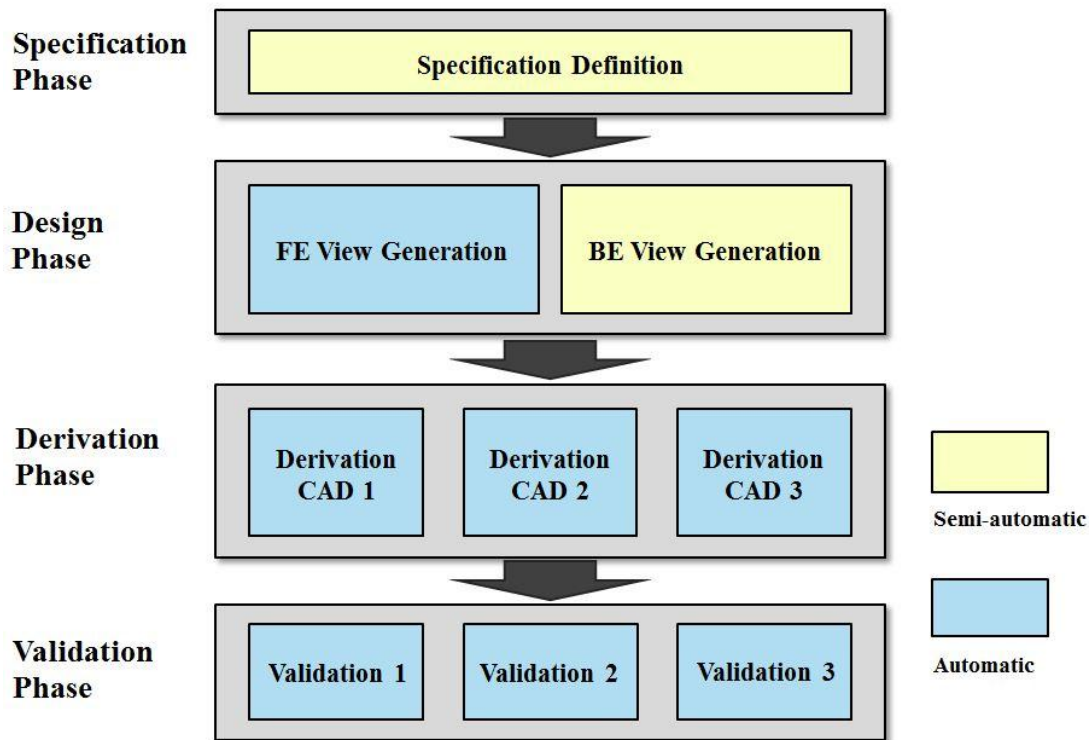 Specification
Phase
Specification Definition
Design
Phase
FE View Generation
BE View Generation
Derivation
Phase
Derivation
CAD 1
Derivation
CAD 2
Derivation
CAD 3
Semi-automatic
Validation
Phase
Validation 1
Validation 2
Validation 3
Automatic